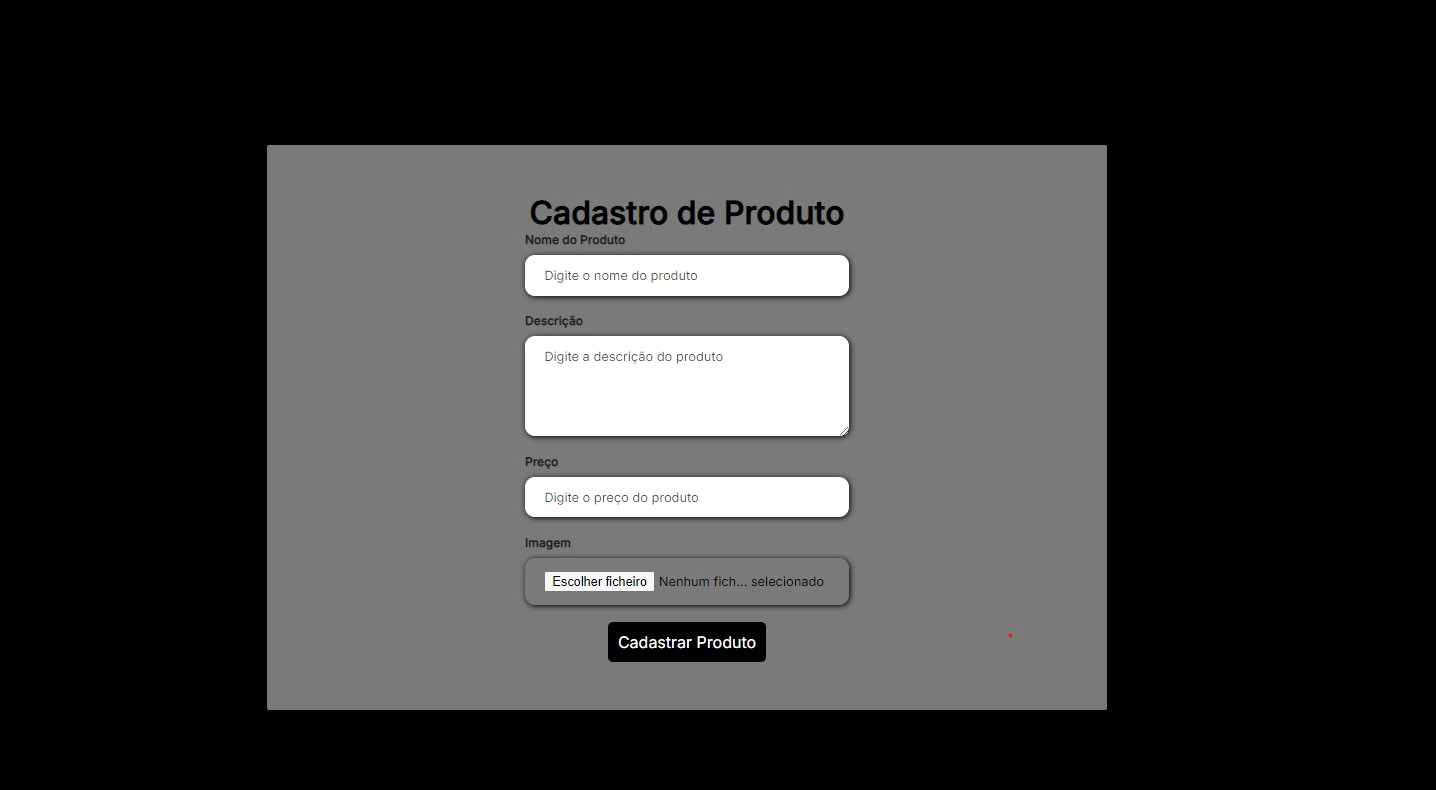 Cadastro de Produto
Nome do Produto
Digite o nome do produto
Descrição
Digite a descrição do produto
Preço
Digite o preço do produto
Imagem
Escolher ficheiro Nenhum fich... selecionado
Cadastrar Produto